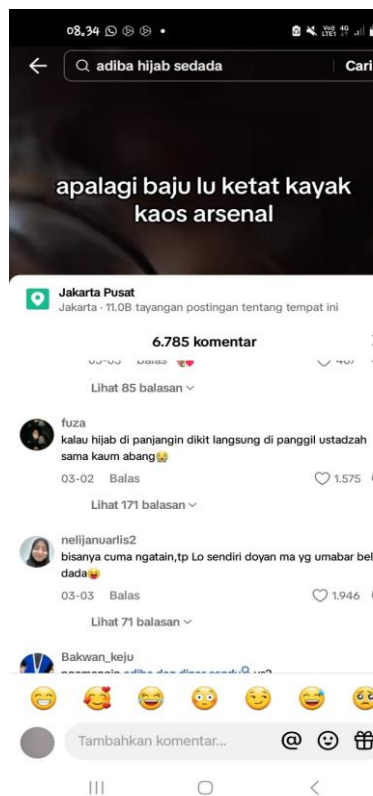 08.34
adiba hijab sedada
Cari
apalagi baju lu ketat kayak
kaos arsenal
Jakarta Pusat
Jakarta · 11.0B tayangan postingan tentang tempat ini
6.785 komentar
Lihat 85 balasan
fuza
kalau hijab di panjangin dikit langsung di panggil ustadzah
sama kaum abang😭
03-02 Balas
1.575
Lihat 171 balasan
nelijanuarlis2
bisanya cuma ngatain,tp Lo sendiri doyan ma yg umabar bel
dada😝
03-03 Balas
1.946
Lihat 71 balasan
Bakwan_keju
Tambahkan komentar...